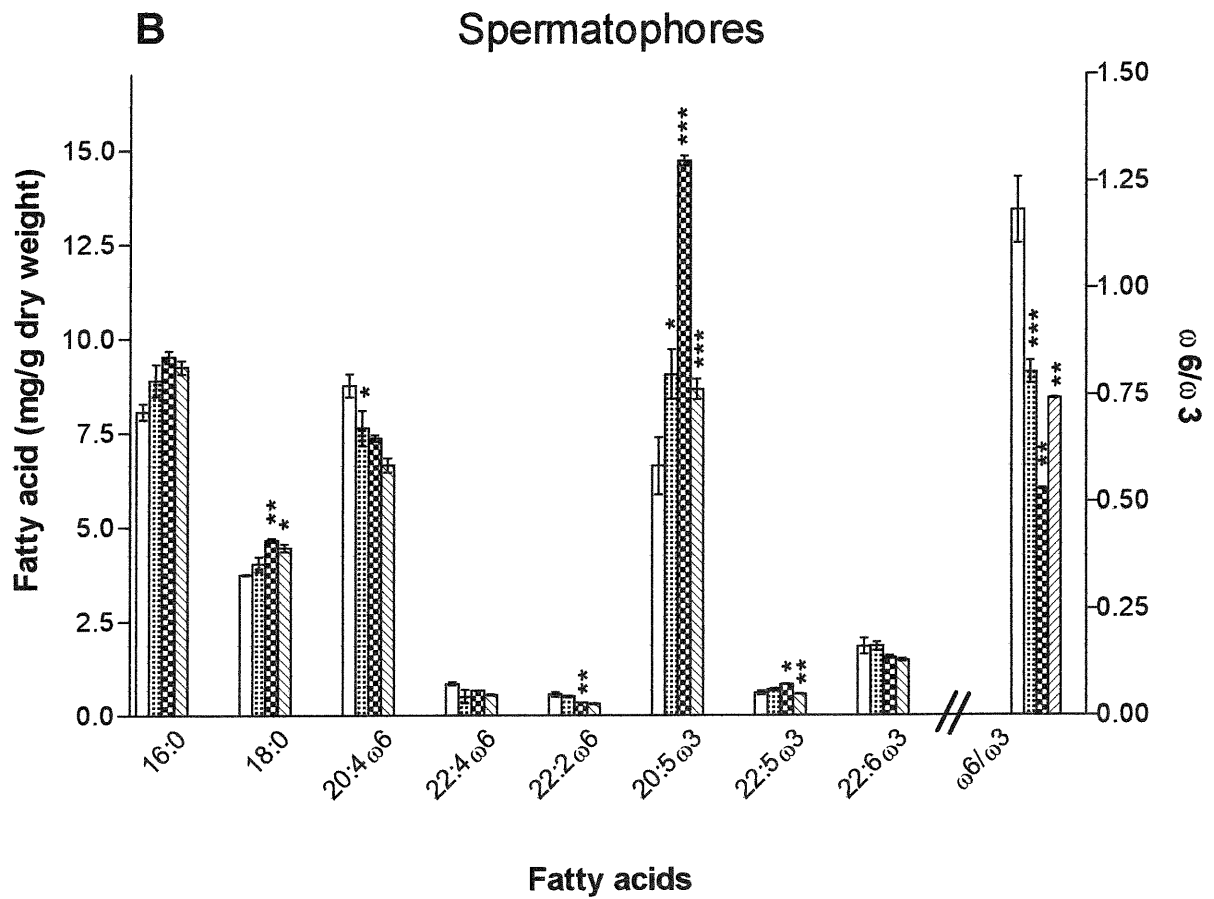 B Spermatophores
Fatty acid (mg/g dry weight)
15.0
12.5
10.0
7.5
5.0
2.5
0.0
** *
*
**
* *** ***
* **
*** ** **
1.50
1.25
1.00
0.75
0.50
0.25
0.00
ω 6/ω 3
16:0
18:0
20:4ω6
22:4ω6
22:2ω6
20:5ω3
22:5ω3
22:6ω3
ω6/ω3
Fatty acids